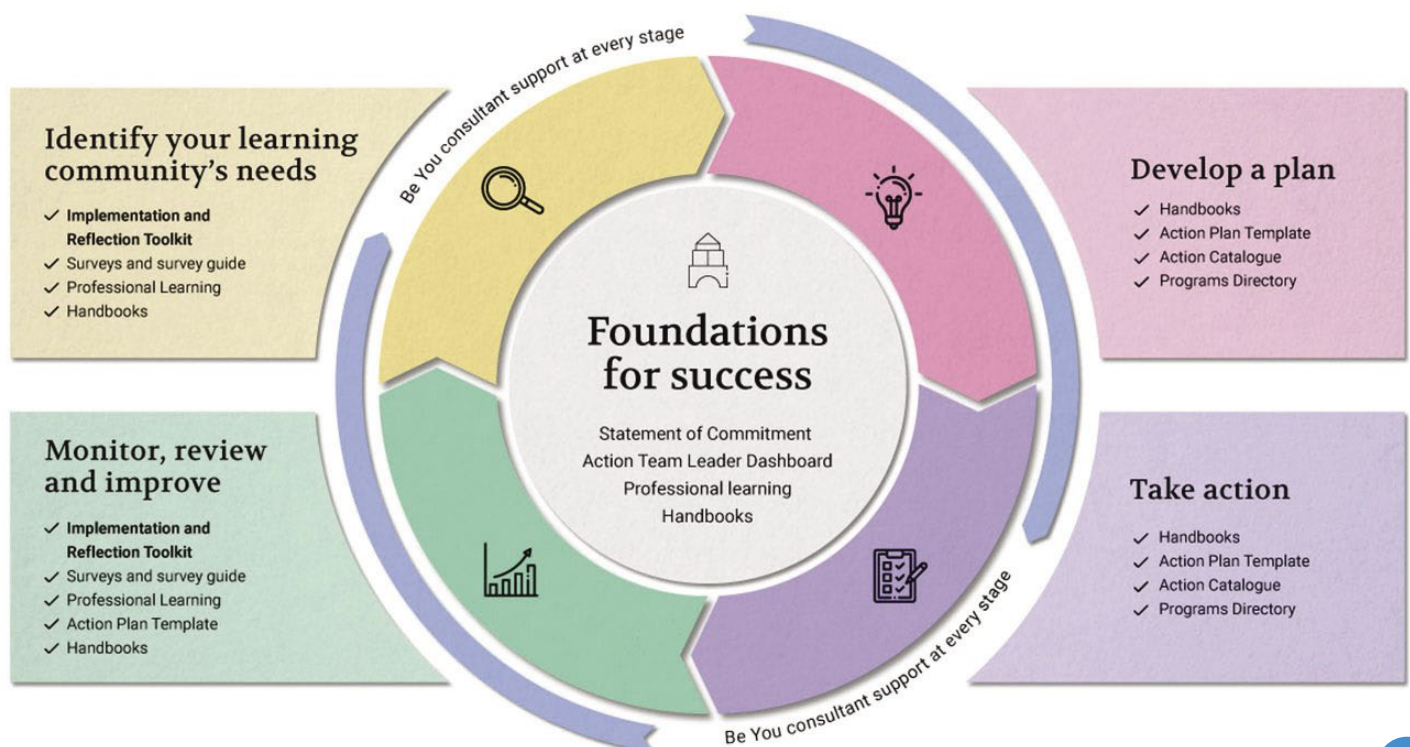 Be You consultant support at every stage
Identify your learning
community's needs
✓ Implementation and
Reflection Toolkit
✓ Surveys and survey guide
✓ Professional Learning
✓ Handbooks
Develop a plan
✓ Handbooks
✓ Action Plan Template
✓ Action Catalogue
✓ Programs Directory
Foundations
for success
Statement of Commitment
Action Team Leader Dashboard
Professional learning
Handbooks
Monitor, review
and improve
✓ Implementation and
Reflection Toolkit
✓ Surveys and survey guide
✓ Professional Learning
✓ Action Plan Template
✓ Handbooks
Take action
✓ Handbooks
✓ Action Plan Template
✓ Action Catalogue
✓ Programs Directory
Be You consultant support at every stage